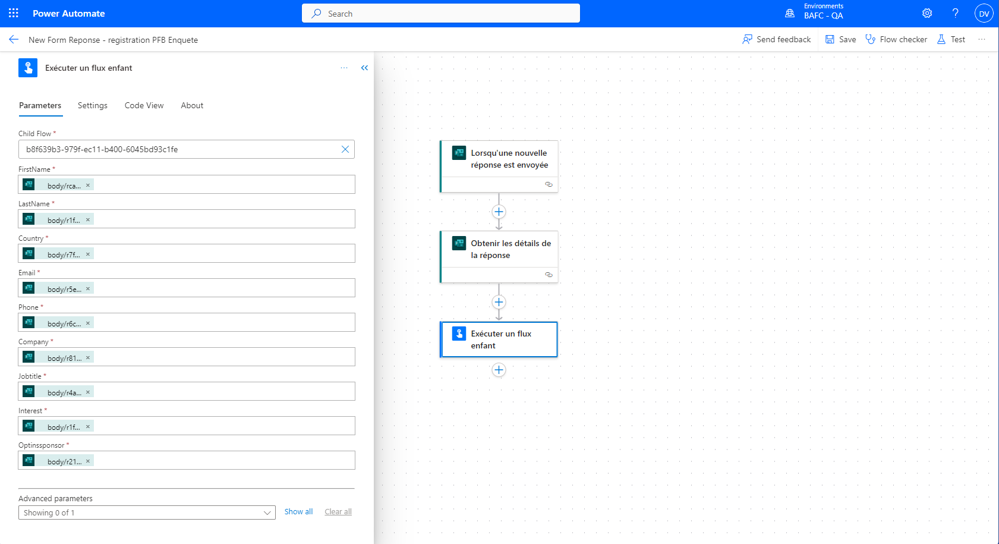 Power Automate
Search
Environments
BAFC - QA
DV
New Form Reponse - registration PFB Enquete
Send feedback
Save
Flow checker
Test
Exécuter un flux enfant
Parameters
Settings
Code View
About
Child Flow *
b8f639b3-979f-ec11-b400-6045bd93c1fe
FirstName *
body/rca...
LastName *
body/r1f...
Country *
body/r7f...
Email *
body/r5e...
Phone *
body/r6c...
Company *
body/r81...
Jobtitle *
body/r4a...
Interest *
body/r1f...
Optinssponsor *
body/r21...
Advanced parameters
Showing 0 of 1
Show all
Clear all
Lorsqu'une nouvelle
réponse est envoyée
Obtenir les détails de
la réponse
Exécuter un flux
enfant